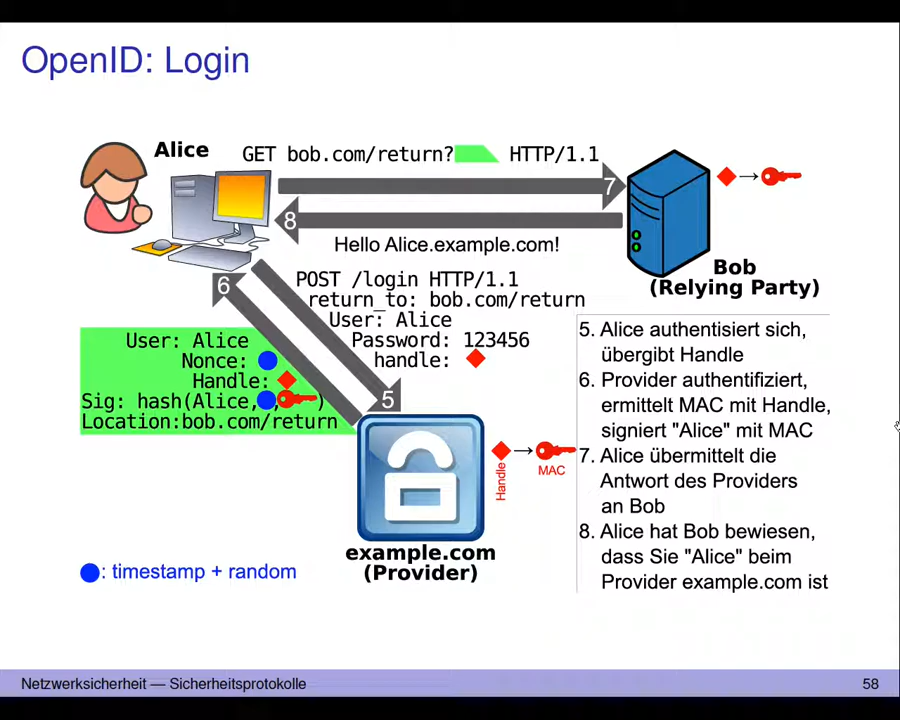 OpenID: Login
Alice
GET bob.com/return? HTTP/1.1
7
8
Hello Alice.example.com!
Bob
(Relying Party)
POST /login HTTP/1.1
return_to: bob.com/return
User: Alice
Password: 123456
handle:
6
5
User: Alice
Nonce:
Handle:
Sig: hash(Alice, , )
Location:bob.com/return
Handle
MAC
example.com
(Provider)
: timestamp + random
5. Alice authentisiert sich,
übergibt Handle
6. Provider authentifiziert,
ermittelt MAC mit Handle,
signiert "Alice" mit MAC
7. Alice übermittelt die
Antwort des Providers
an Bob
8. Alice hat Bob bewiesen,
dass Sie "Alice" beim
Provider example.com ist
Netzwerksicherheit — Sicherheitsprotokolle
58